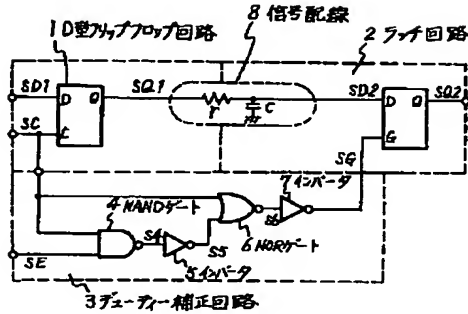 8 信号配線
1 D型フリップフロップ回路
2 ラッチ回路
SD1
D
Q
SQ1
r
C
SD2
D
Q
SQ2
SC
C
G
SG
7 インバータ
4 NANDゲート
S4
S5
S6
6 NORゲート
SE
5 インバータ
3 デューティー補正回路